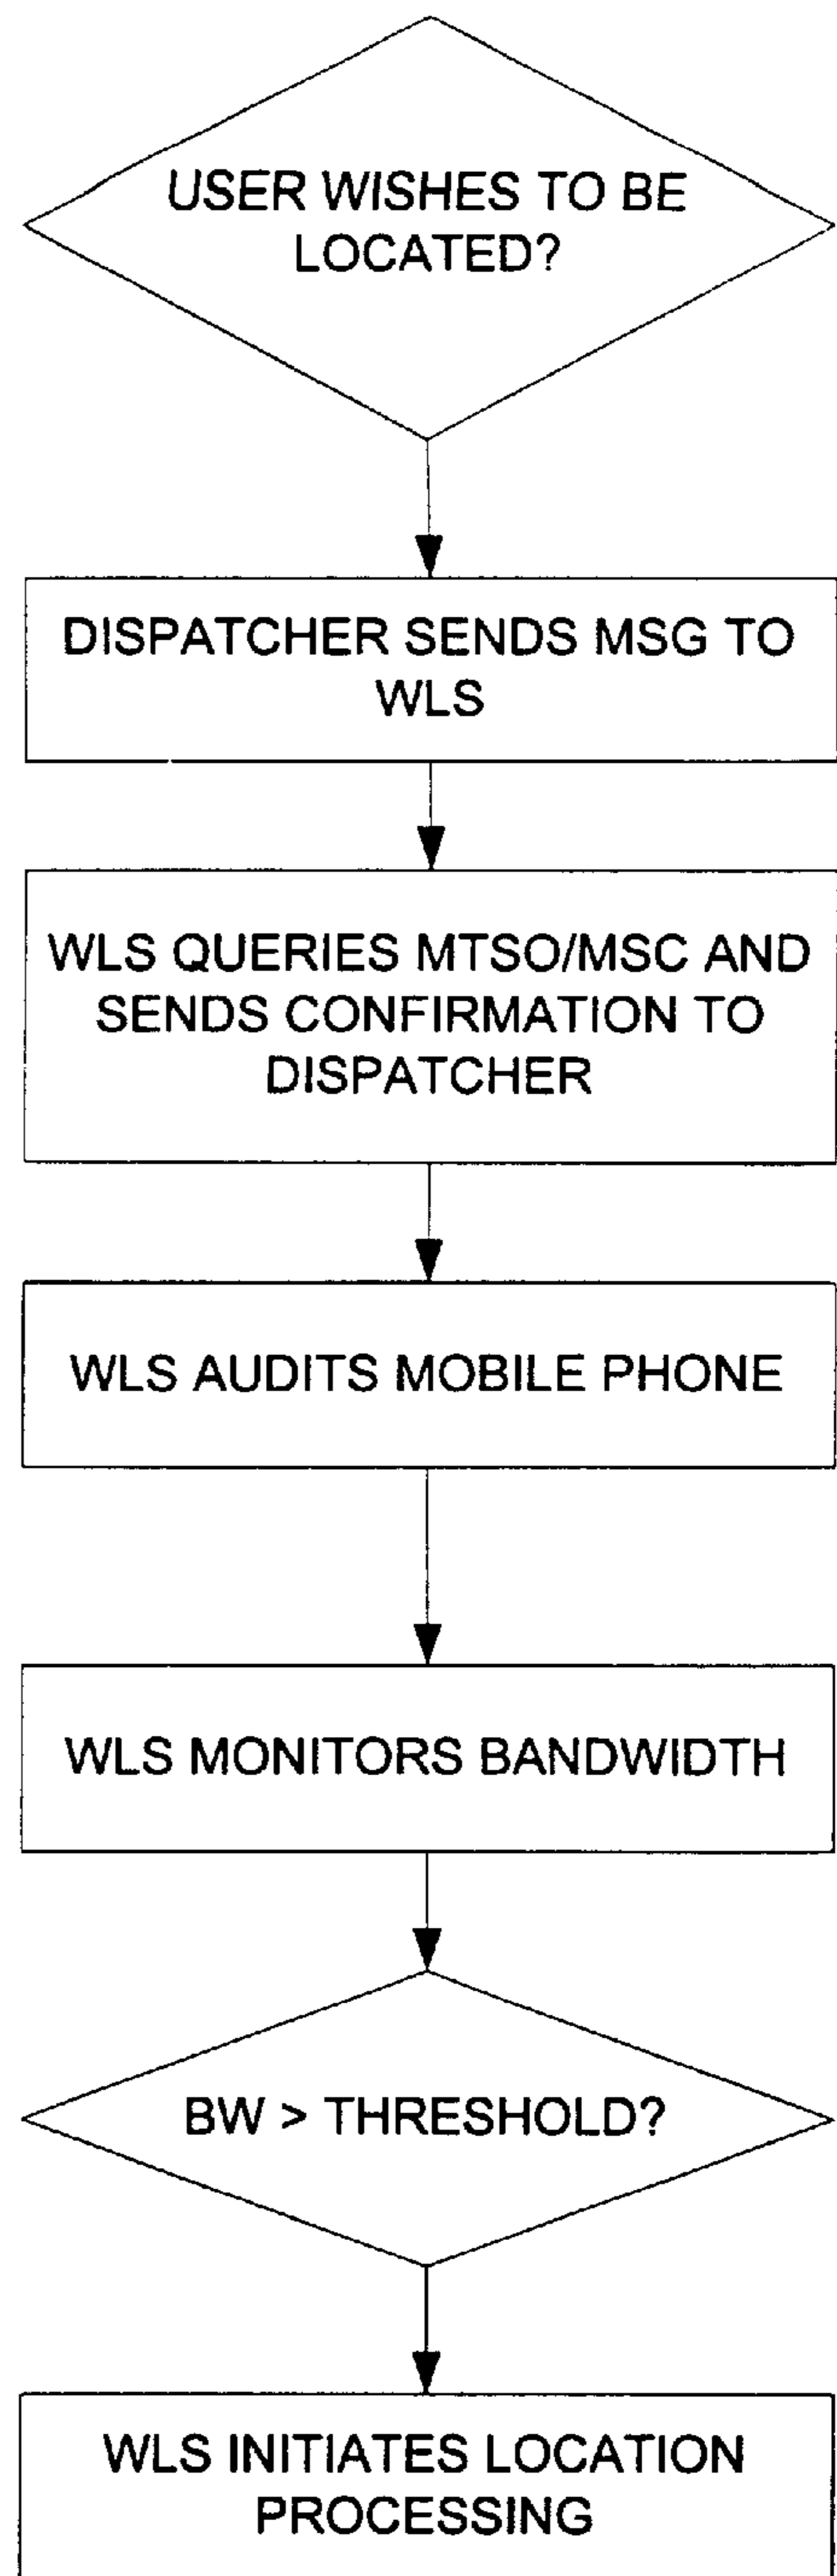 USER WISHES TO BE
LOCATED?
DISPATCHER SENDS MSG TO
WLS
WLS QUERIES MTSO/MSC AND
SENDS CONFIRMATION TO
DISPATCHER
WLS AUDITS MOBILE PHONE
WLS MONITORS BANDWIDTH
BW > THRESHOLD?
WLS INITIATES LOCATION
PROCESSING